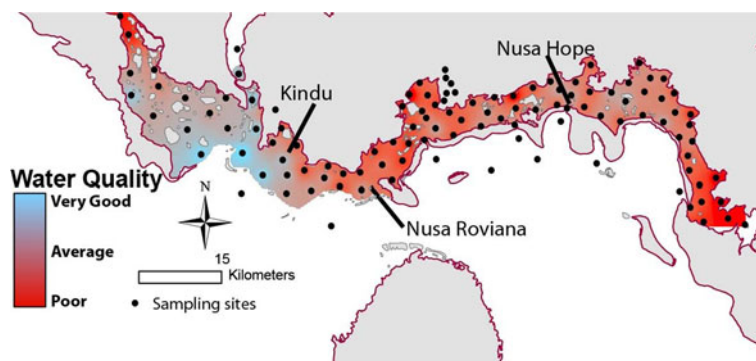 Nusa Hope
Kindu
Water Quality
Very Good
Average
Poor
N
15
Kilometers
Sampling sites
Nusa Roviana